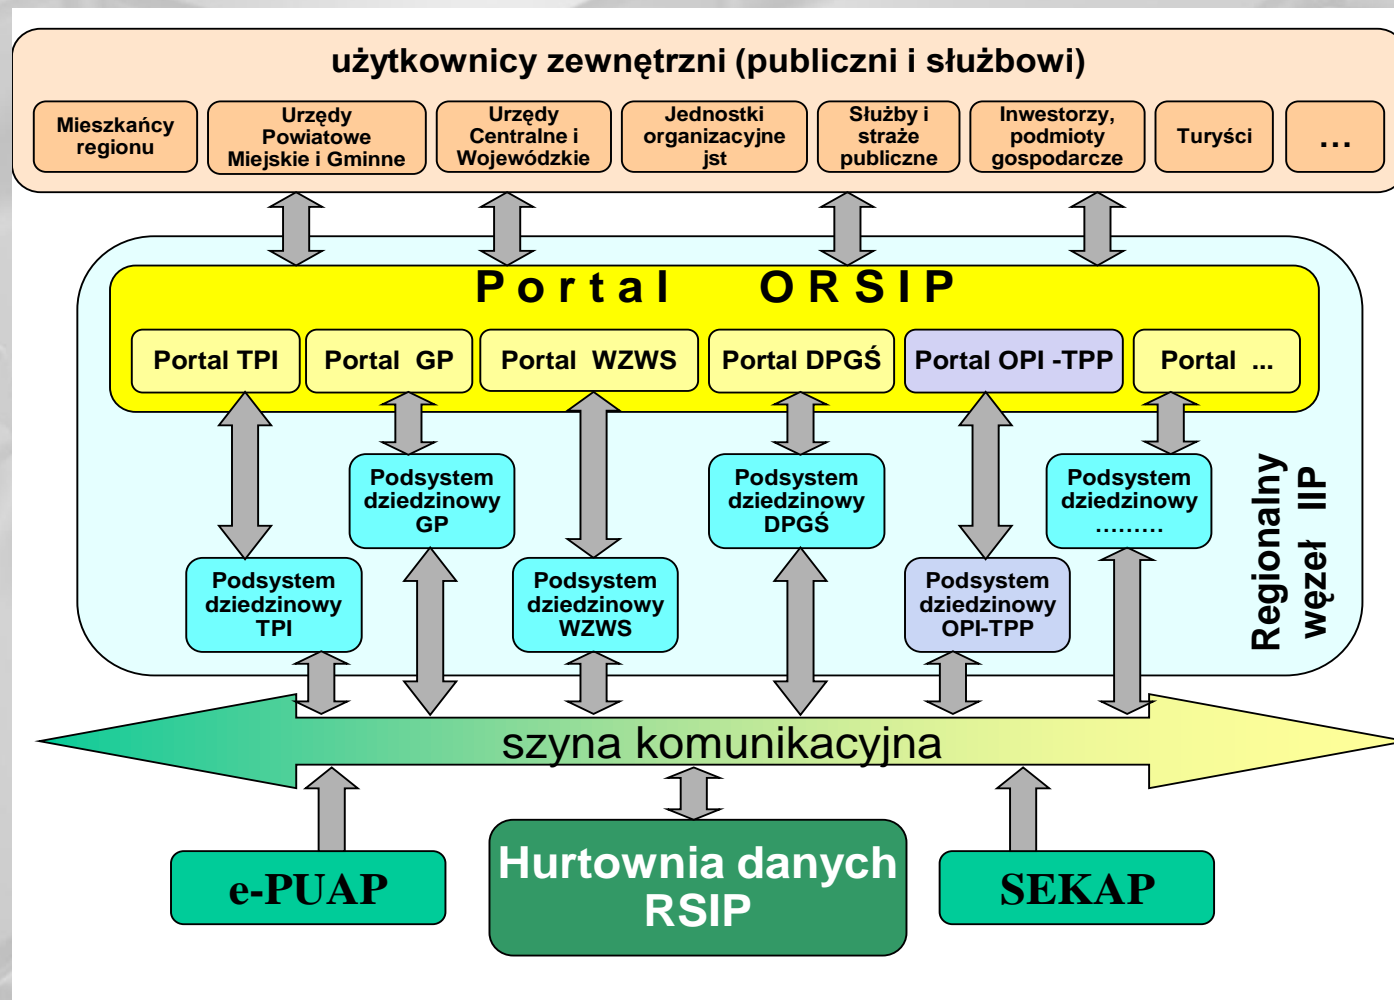 użytkownicy zewnętrzni (publiczni i służbowi)
Mieszkańcy
regionu
Urzędy
Powiatowe
Miejskie i Gminne
Urzędy
Centralne i
Wojewódzkie
Jednostki
organizacyjne
jst
Służby i
straże
publiczne
Inwestorzy,
podmioty
gospodarcze
Turyści
...
Portal ORSIP
Portal TPI
Portal GP
Portal WZWS
Portal DPGŚ
Portal OPI -TPP
Portal ...
Podsystem
dziedzinowy
GP
Podsystem
dziedzinowy
DPGŚ
Podsystem
dziedzinowy
.........
Podsystem
dziedzinowy
TPI
Podsystem
dziedzinowy
WZWS
Podsystem
dziedzinowy
OPI-TPP
Regionalny
węzeł IIP
szyna komunikacyjna
e-PUAP
Hurtownia danych
RSIP
SEKAP